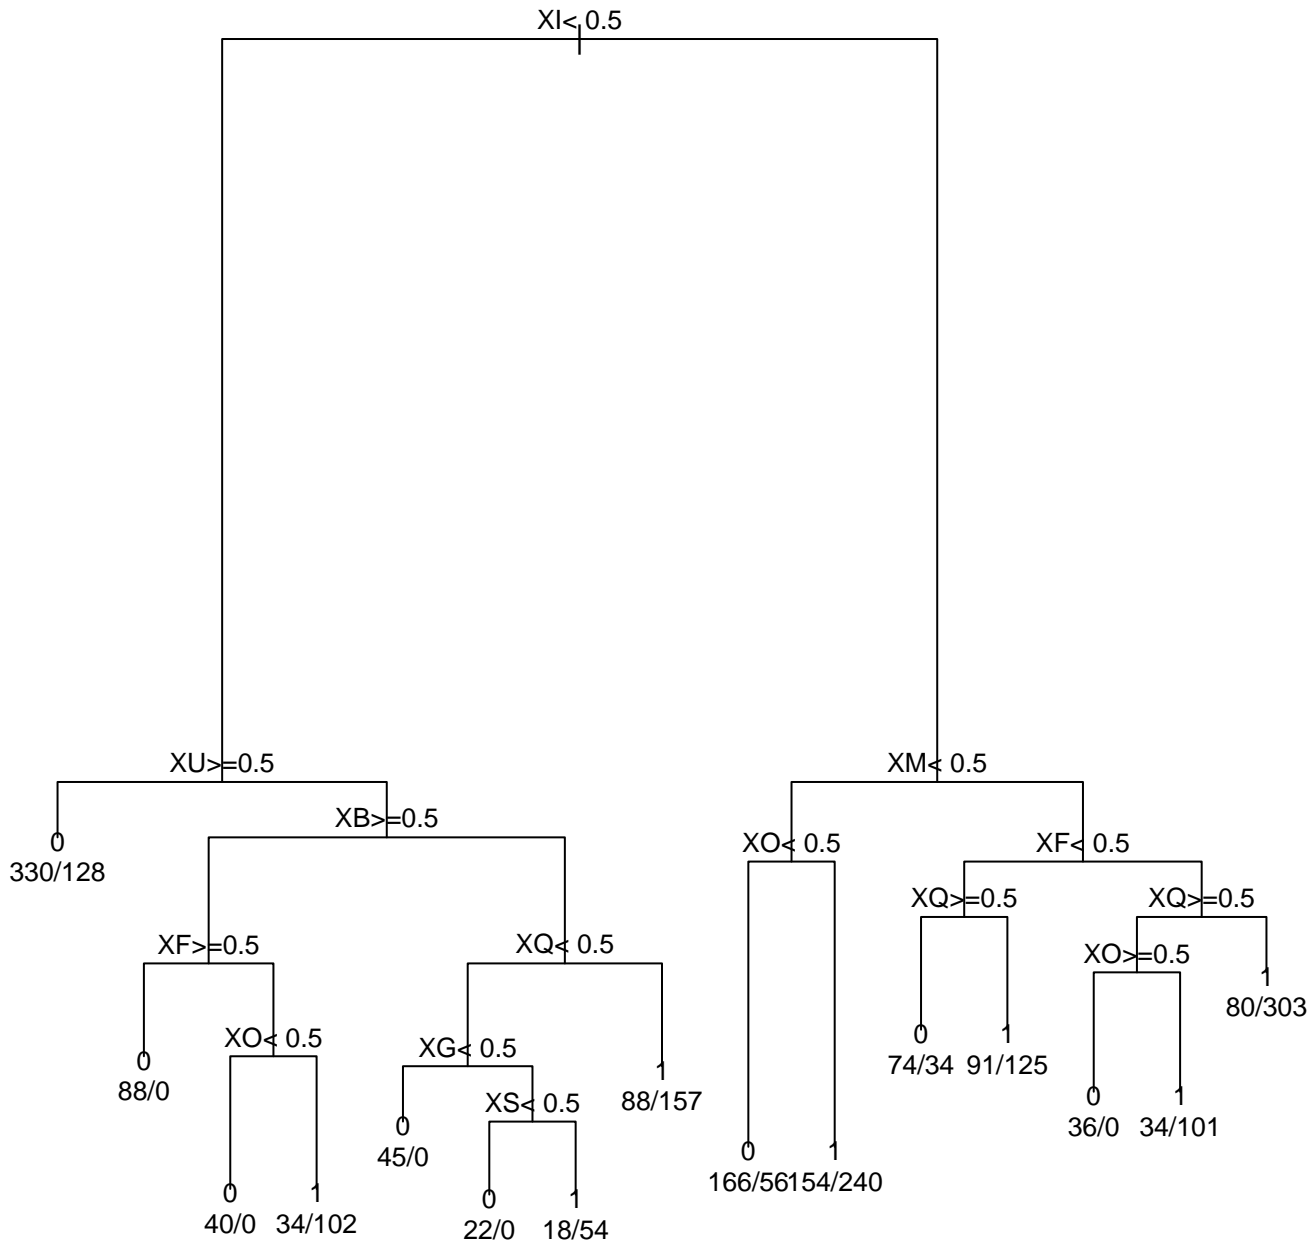 XI< 0.5
XU>=0.5
XM< 0.5
XB>=0.5
XO< 0.5
XF< 0.5
0
330/128
XQ>=0.5
XQ>=0.5
XF>=0.5
XQ< 0.5
XO>=0.5
1
80/303
XO< 0.5
XG< 0.5
0
88/0
1
88/157
0
74/34
1
91/125
XS< 0.5
0
45/0
0
36/0
1
34/101
0
166/56
1
154/240
0
40/0
1
34/102
0
22/0
1
18/54